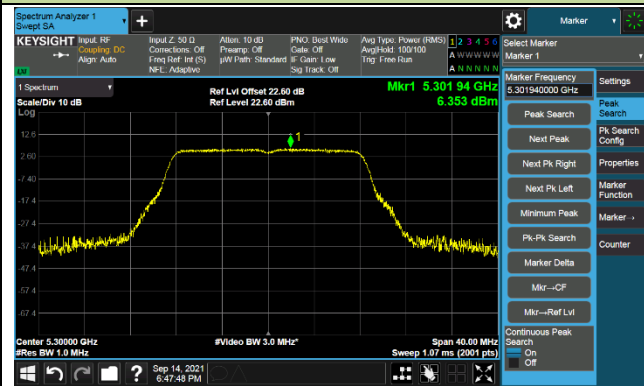 Spectrum Analyzer 1
Swept SA
Marker
KEYSIGHT
Input: RF
Coupling: DC
Align: Auto
Input Z: 50 Ω
Corrections: Off
Freq Ref: Int (S)
NFE: Adaptive
Atten: 10 dB
Preamp: Off
µW Path: Standard
PNO: Best Wide
Gate: Off
IF Gain: Low
Sig Track: Off
Avg Type: Power (RMS)
Avg|Hold: 100/100
Trig: Free Run
1 2 3 4 5 6
A W W W W W
A N N N N N
LXI
Select Marker
Marker 1
1 Spectrum
Scale/Div 10 dB
Log
Ref Lvl Offset 22.60 dB
Ref Level 22.60 dBm
Mkr1 5.301 94 GHz
6.353 dBm
12.6
2.60
-7.40
-17.4
-27.4
-37.4
-47.4
-57.4
-67.4
1
Center 5.30000 GHz
#Res BW 1.0 MHz
#Video BW 3.0 MHz*
Span 40.00 MHz
Sweep 1.07 ms (2001 pts)
Marker Frequency
5.301940000 GHz
Peak Search
Next Peak
Next Pk Right
Next Pk Left
Minimum Peak
Pk-Pk Search
Marker Delta
Mkr→CF
Mkr→Ref Lvl
Continuous Peak
Search
On
Off
Settings
Peak
Search
Pk Search
Config
Properties
Marker
Function
Marker→
Counter
Sep 14, 2021
6:47:48 PM